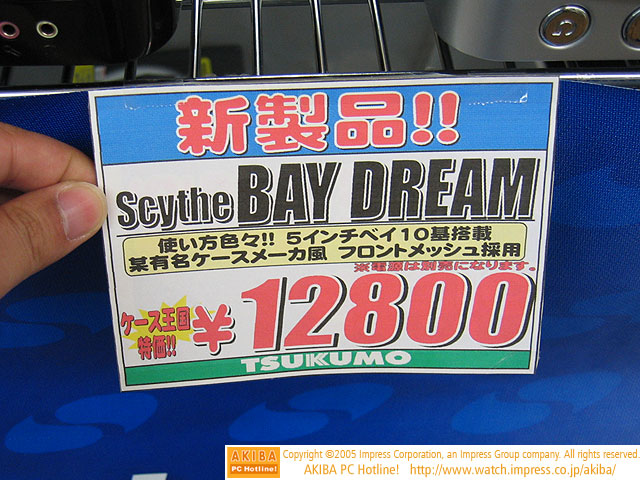 新製品!!
Scythe BAY DREAM
使い方色々!! 5インチベイ10基搭載
某有名ケースメーカ風 フロントメッシュ採用
※電源は別売になります。
ケース王国
特価!!
¥12800
TSUKUMO
AKIBA
PC Hotline!
Copyright ©2005 Impress Corporation, an Impress Group company. All rights reserved.
AKIBA PC Hotline! http://www.watch.impress.co.jp/akiba/